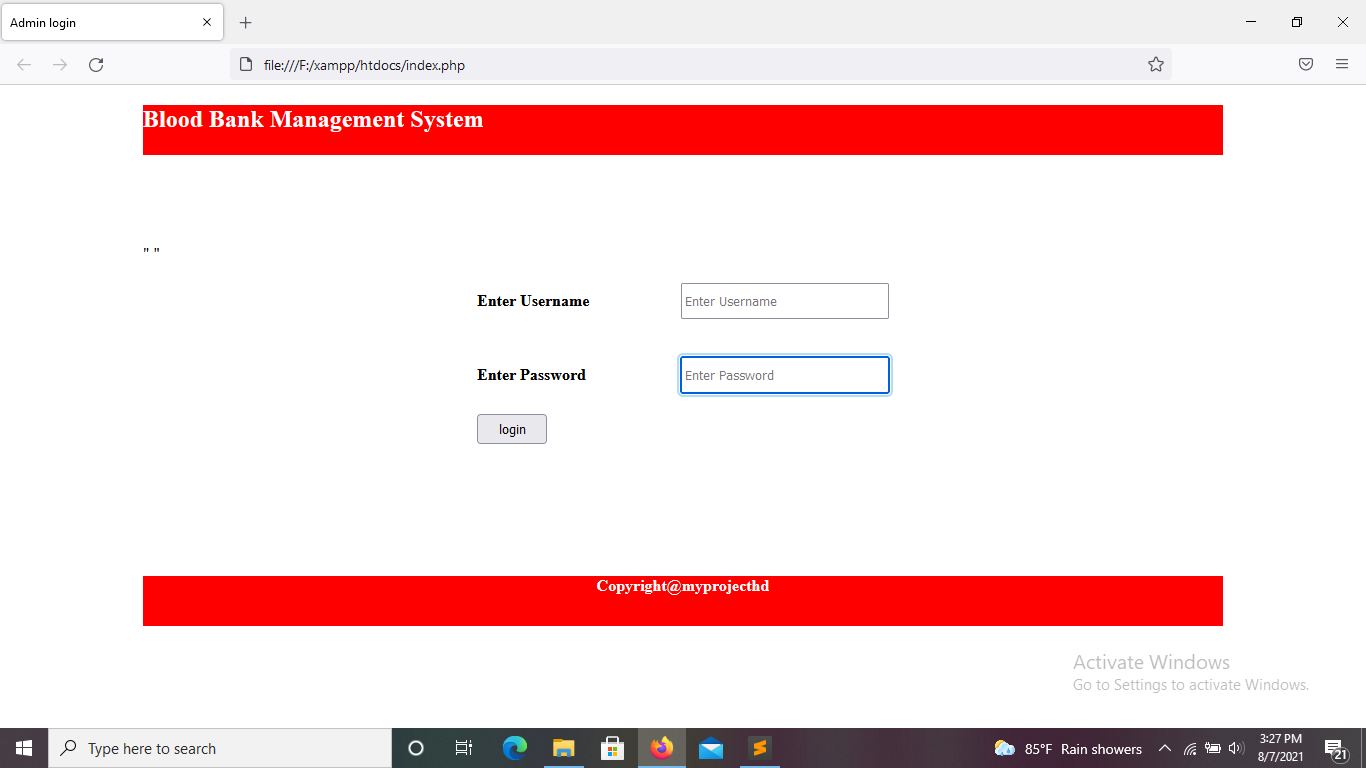 Admin login
file:///F:/xampp/htdocs/index.php
Blood Bank Management System
" "
Enter Username Enter Username
Enter Password Enter Password
login
Copyright@myprojecthd
Activate Windows
Go to Settings to activate Windows.
Type here to search
85°F Rain showers
3:27 PM
8/7/2021
21